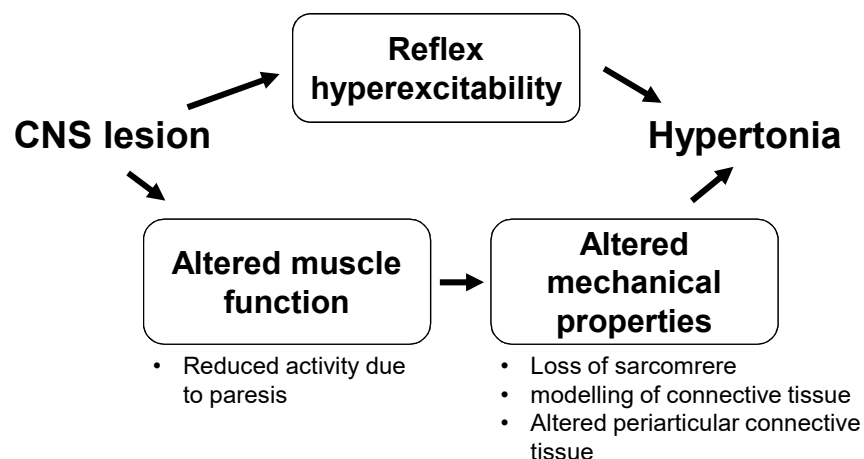 Reflex
hyperexcitability
CNS lesion
Hypertonia
Altered muscle
function
Altered
mechanical
properties
• Reduced activity due
to paresis
• Loss of sarcomrere
• modelling of connective tissue
• Altered periarticular connective
tissue